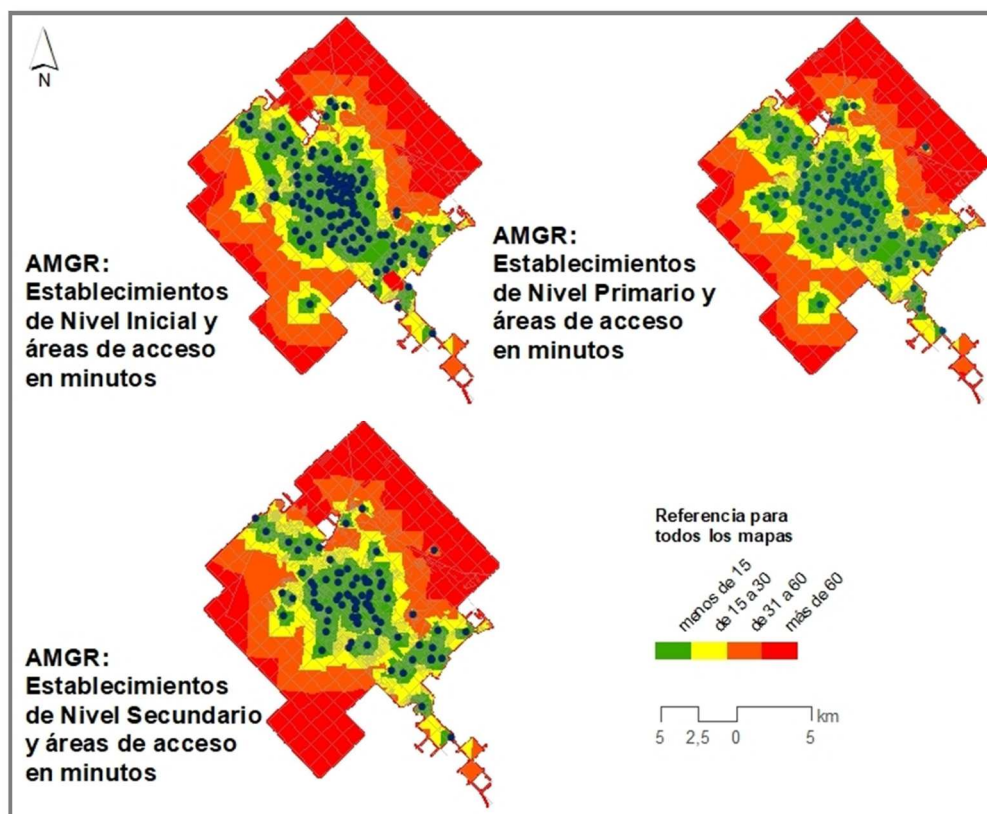 N
AMGR:
Establecimientos
de Nivel Inicial y
áreas de acceso
en minutos
AMGR:
Establecimientos
de Nivel Primario y
áreas de acceso
en minutos
AMGR:
Establecimientos
de Nivel Secundario
y áreas de acceso
en minutos
Referencia para
todos los mapas
menos de 15
de 15 a 30
de 31 a 60
más de 60
km
5 2,5 0 5